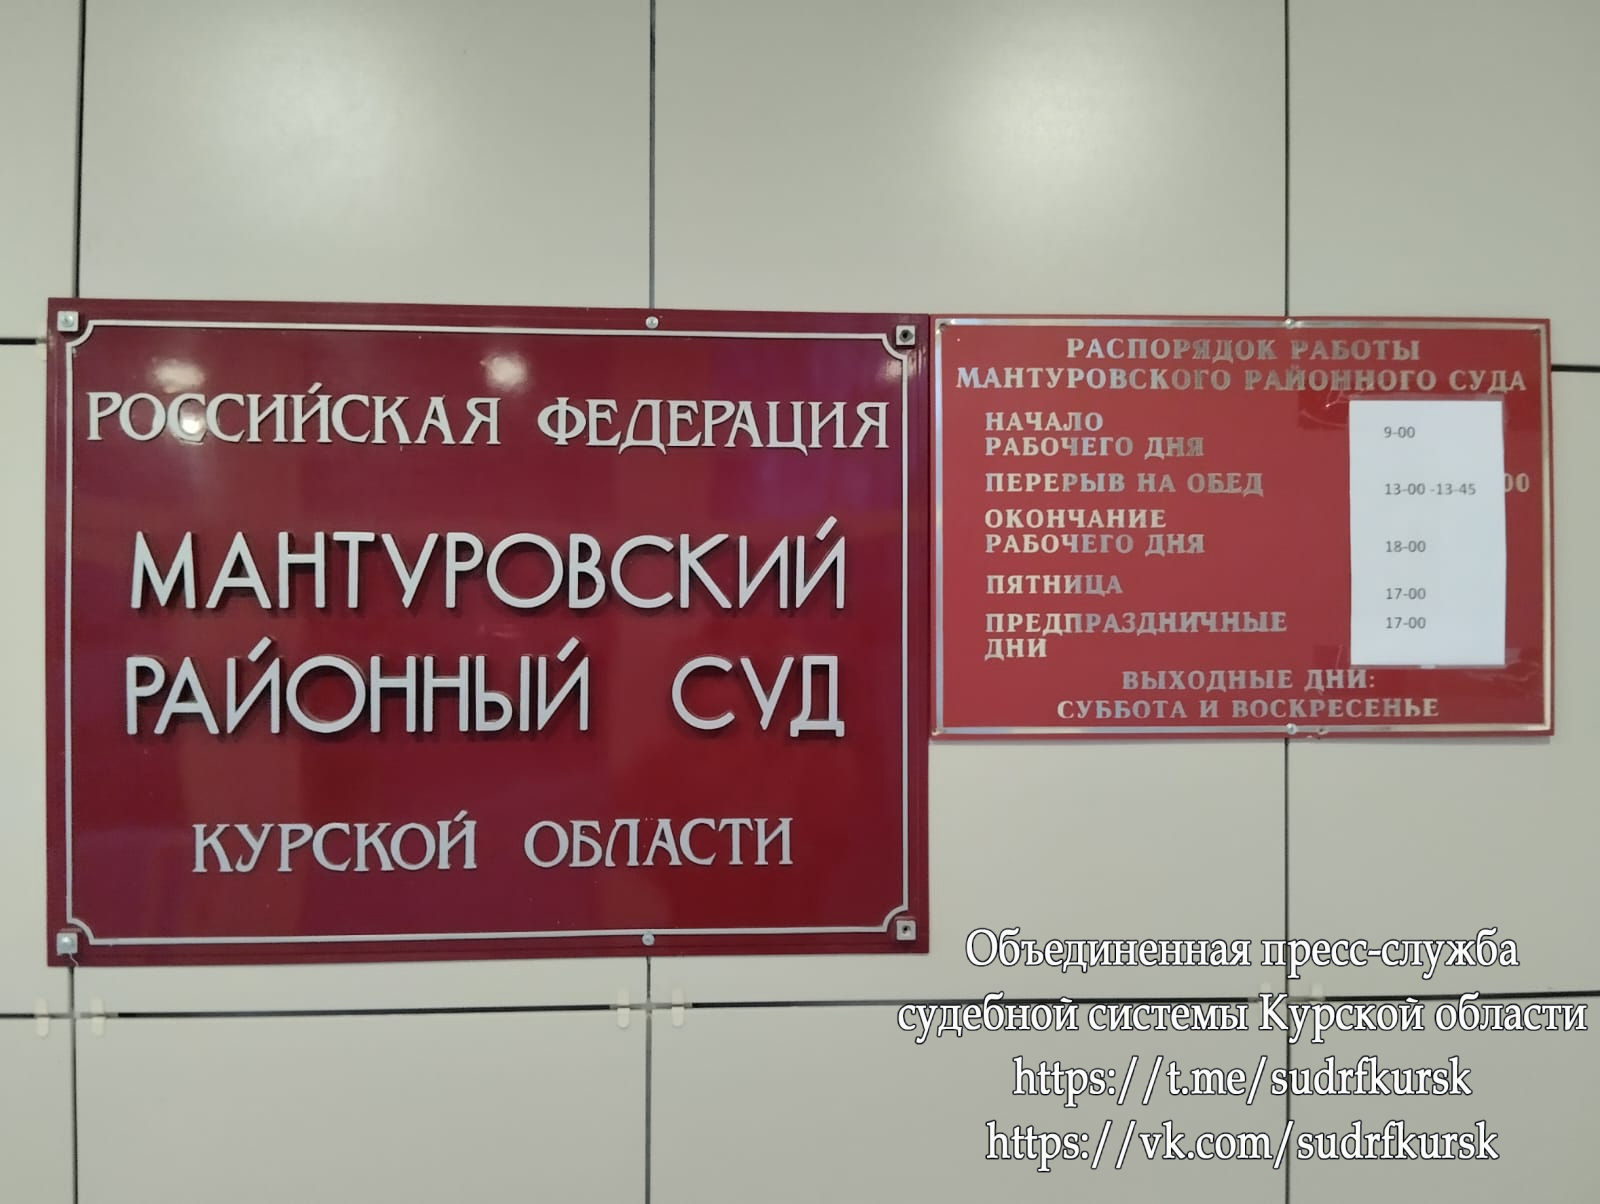 РОССИЙСКАЯ ФЕДЕРАЦИЯ
МАНТУРОВСКИЙ
РАЙОННЫЙ СУД
КУРСКОЙ ОБЛАСТИ
РАСПОРЯДОК РАБОТЫ
МАНТУРОВСКОГО РАЙОННОГО СУДА
НАЧАЛО
РАБОЧЕГО ДНЯ 9-00
ПЕРЕРЫВ НА ОБЕД 13-00 -13-45 00
ОКОНЧАНИЕ
РАБОЧЕГО ДНЯ 18-00
ПЯТНИЦА 17-00
ПРЕДПРАЗДНИЧНЫЕ 17-00
ДНИ
ВЫХОДНЫЕ ДНИ:
СУББОТА И ВОСКРЕСЕНЬЕ
Объединенная пресс-служба
судебной системы Курской области
https://t.me/sudrfkursk
https://vk.com/sudrfkursk